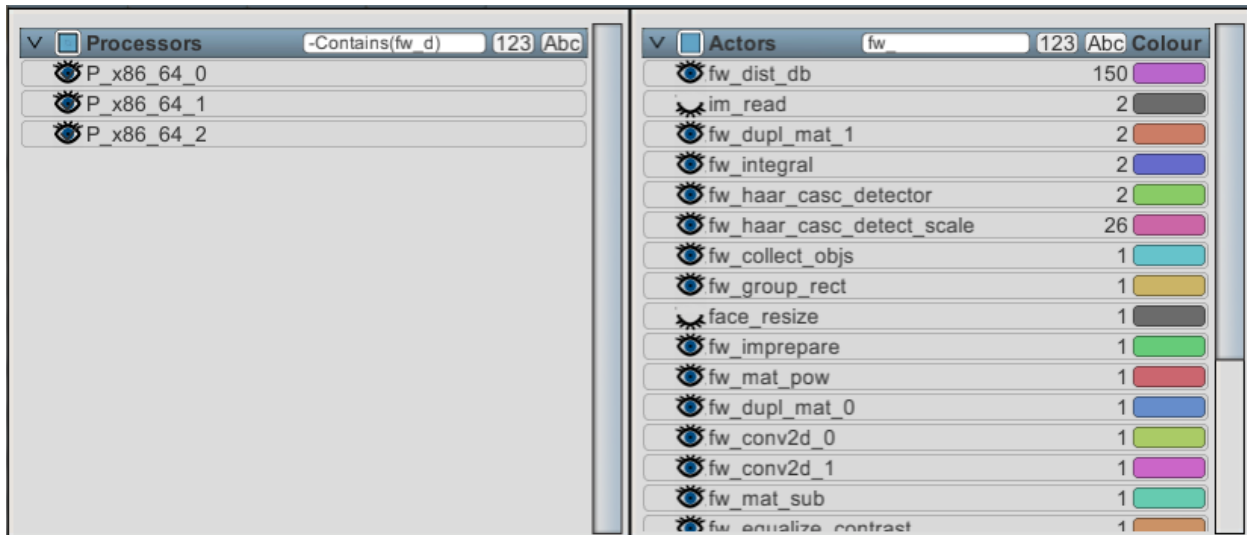 Processors -Contains(fw_d) 123 Abc
P_x86_64_0
P_x86_64_1
P_x86_64_2
Actors fw_ 123 Abc Colour
fw_dist_db 150
im_read 2
fw_dupl_mat_1 2
fw_integral 2
fw_haar_casc_detector 2
fw_haar_casc_detect_scale 26
fw_collect_objs 1
fw_group_rect 1
face_resize 1
fw_imprepare 1
fw_mat_pow 1
fw_dupl_mat_0 1
fw_conv2d_0 1
fw_conv2d_1 1
fw_mat_sub 1
fw_equalize_contrast 1